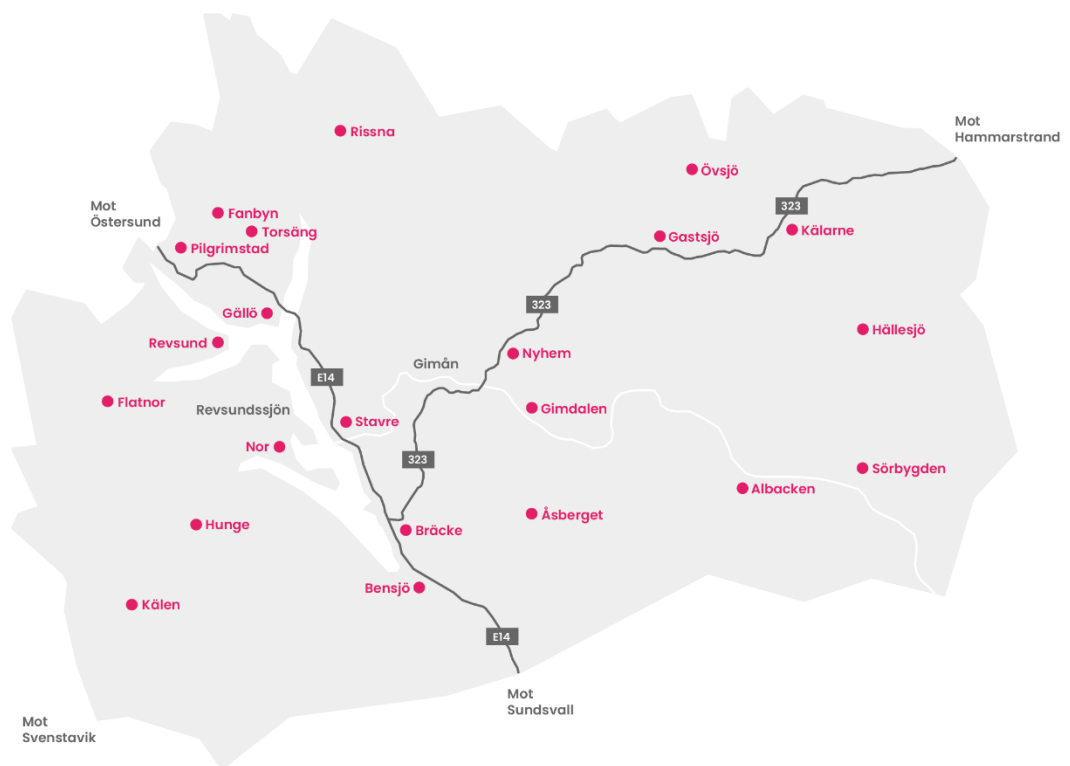 Mot
Hammarstrand
Rissna
Övsjö
323
Mot
Östersund
Fanbyn
Torsäng
Pilgrimstad
Gastsjö
Kälarne
323
Gällö
Revsund
Hällesjö
Nyhem
Gimån
E14
Flatnor
Revsundssjön
Gimdalen
Stavre
Nor
323
Sörbygden
Albacken
Hunge
Åsberget
Bräcke
Bensjö
Kälen
E14
Mot
Sundsvall
Mot
Svenstavik